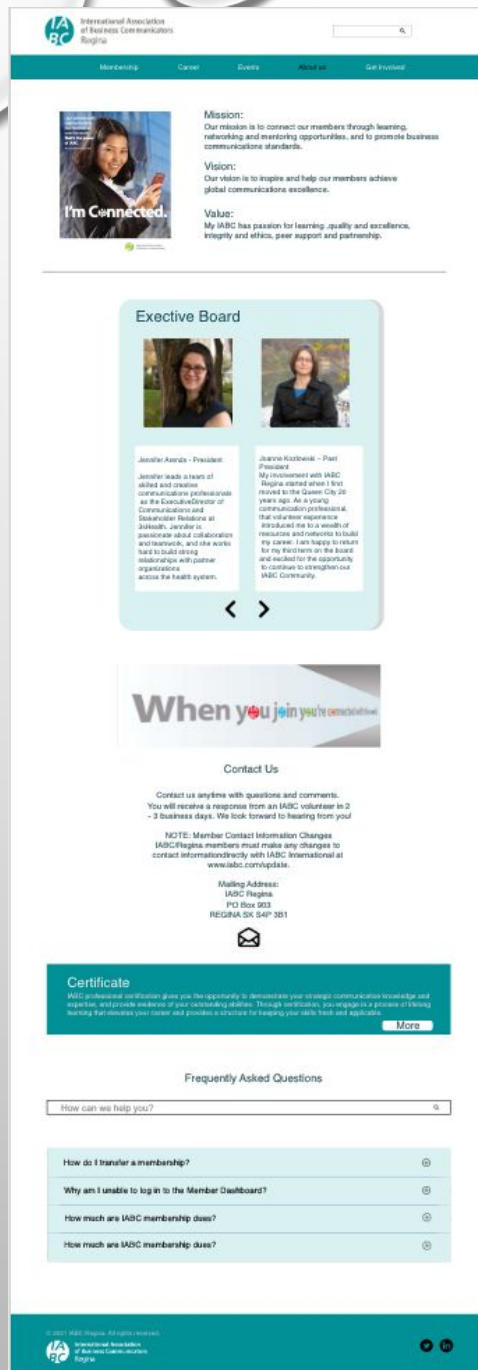 IA
BC
International Association
of Business Communicators
Regina
Membership Career Events About us Get Involved
I'm Connected.
Mission:
Our mission is to connect our members through learning,
networking and mentoring opportunities, and to promote business
communications standards.
Vision:
Our vision is to inspire and help our members achieve
global communications excellence.
Value:
My IABC has passion for learning ,quality and excellence,
integrity and ethics, peer support and partnership.
Exective Board
Jennifer Arends - President
Jennifer leads a team of
skilled and creative
communications professionals
as the ExecutiveDirector of
Communications and
Stakeholder Relations at
3sHealth. Jennifer is
passionate about collaboration
and teamwork, and she works
hard to build strong
relationships with partner
organizations
across the health system.
Joanne Kozlowski – Past
President
My involvement with IABC
Regina started when I first
moved to the Queen City 20
years ago. As a young
communication professional,
that volunteer experience
introduced me to a wealth of
resources and networks to build
my career. I am happy to return
for my third term on the board
and excited for the opportunity
to continue to strengthen our
IABC Community.
When you join you're connected
Contact Us
Contact us anytime with questions and comments.
You will receive a response from an IABC volunteer in 2
- 3 business days. We look forward to hearing from you!
NOTE: Member Contact Information Changes
IABC/Regina members must make any changes to
contact informationdirectly with IABC International at
www.iabc.com/update.
Mailing Address:
IABC Regina
PO Box 903
REGINA SK S4P 3B1
Certificate
IABC professional certification gives you the opportunity to demonstrate your strategic communication knowledge and
expertise, and provide evidence of your outstanding abilities. Through certification, you engage in a process of lifelong
learning that elevates your career and provides a structure for keeping your skills fresh and applicable.
More
Frequently Asked Questions
How can we help you?
How do I transfer a membership?
Why am I unable to log in to the Member Dashboard?
How much are IABC membership dues?
How much are IABC membership dues?
© 2021 IABC Regina. All rights reserved.
IA
BC
International Association
of Business Communicators
Regina